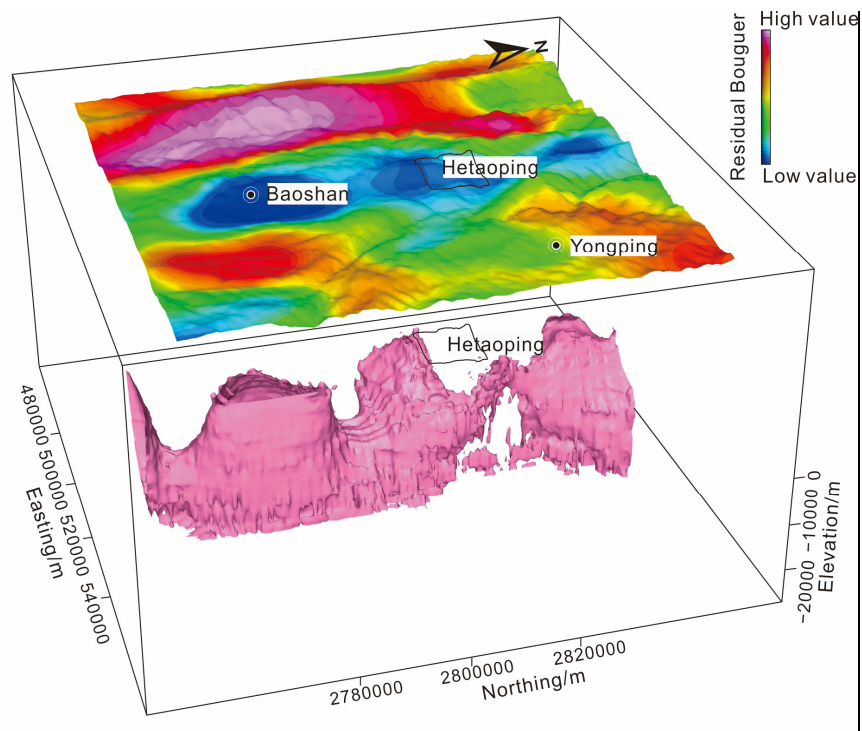 High value
Residual Bouguer
Low value
N
Hetaoping
Baoshan
Yongping
Hetaoping
480000
500000
520000
540000
Easting/m
0
−10000
−20000
Elevation/m
2780000
2800000
2820000
Northing/m